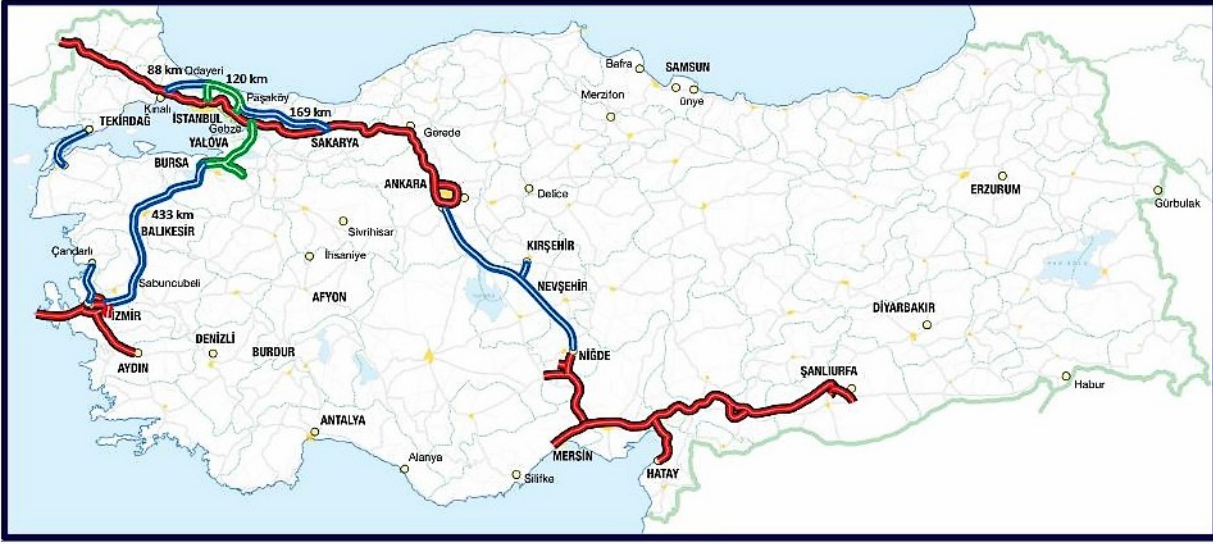 88 km
Odayeri
120 km
Paşaköy
Kınalı
İSTANBUL
169 km
TEKİRDAĞ
Gebze
YALOVA
SAKARYA
Gerede
BURSA
Bafra
SAMSUN
Merzifon
ünye
ANKARA
Delice
ERZURUM
Gürbulak
433 km
BALIKESİR
Sivrihisar
KIRŞEHİR
Çandarlı
İhsaniye
Sabuncubeli
NEVŞEHİR
AFYON
İZMİR
DİYARBAKIR
DENİZLİ
BURDUR
AYDIN
NİĞDE
ŞANLIURFA
Habur
ANTALYA
Alanya
MERSİN
Silifke
HATAY